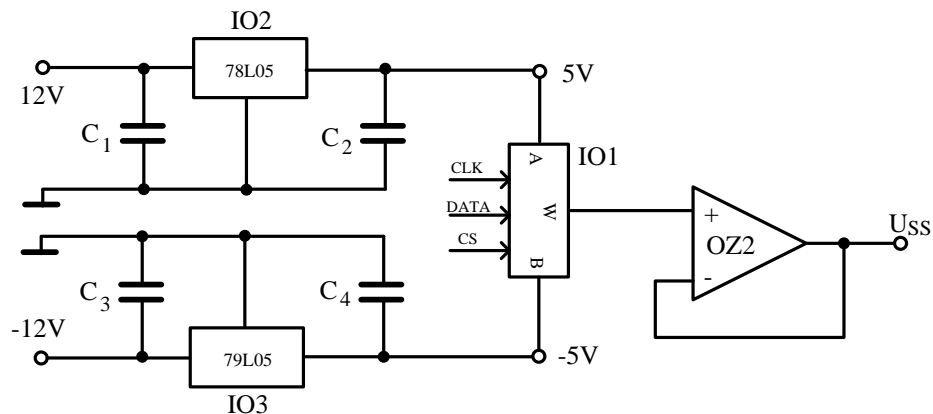 IO2
78L05
12V
5V
C1
C2
IO1
A
CLK
W
DATA
CS
B
+
OZ2
-
USS
C3
C4
-12V
79L05
-5V
IO3